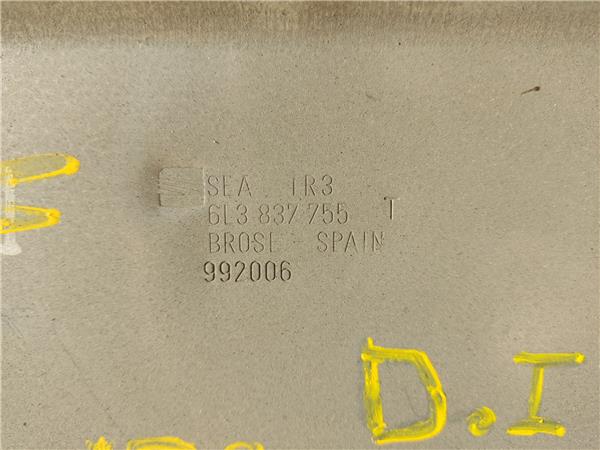 SEA TR3
6L3 837 755 T
BROSE - SPAIN
992006
D.I